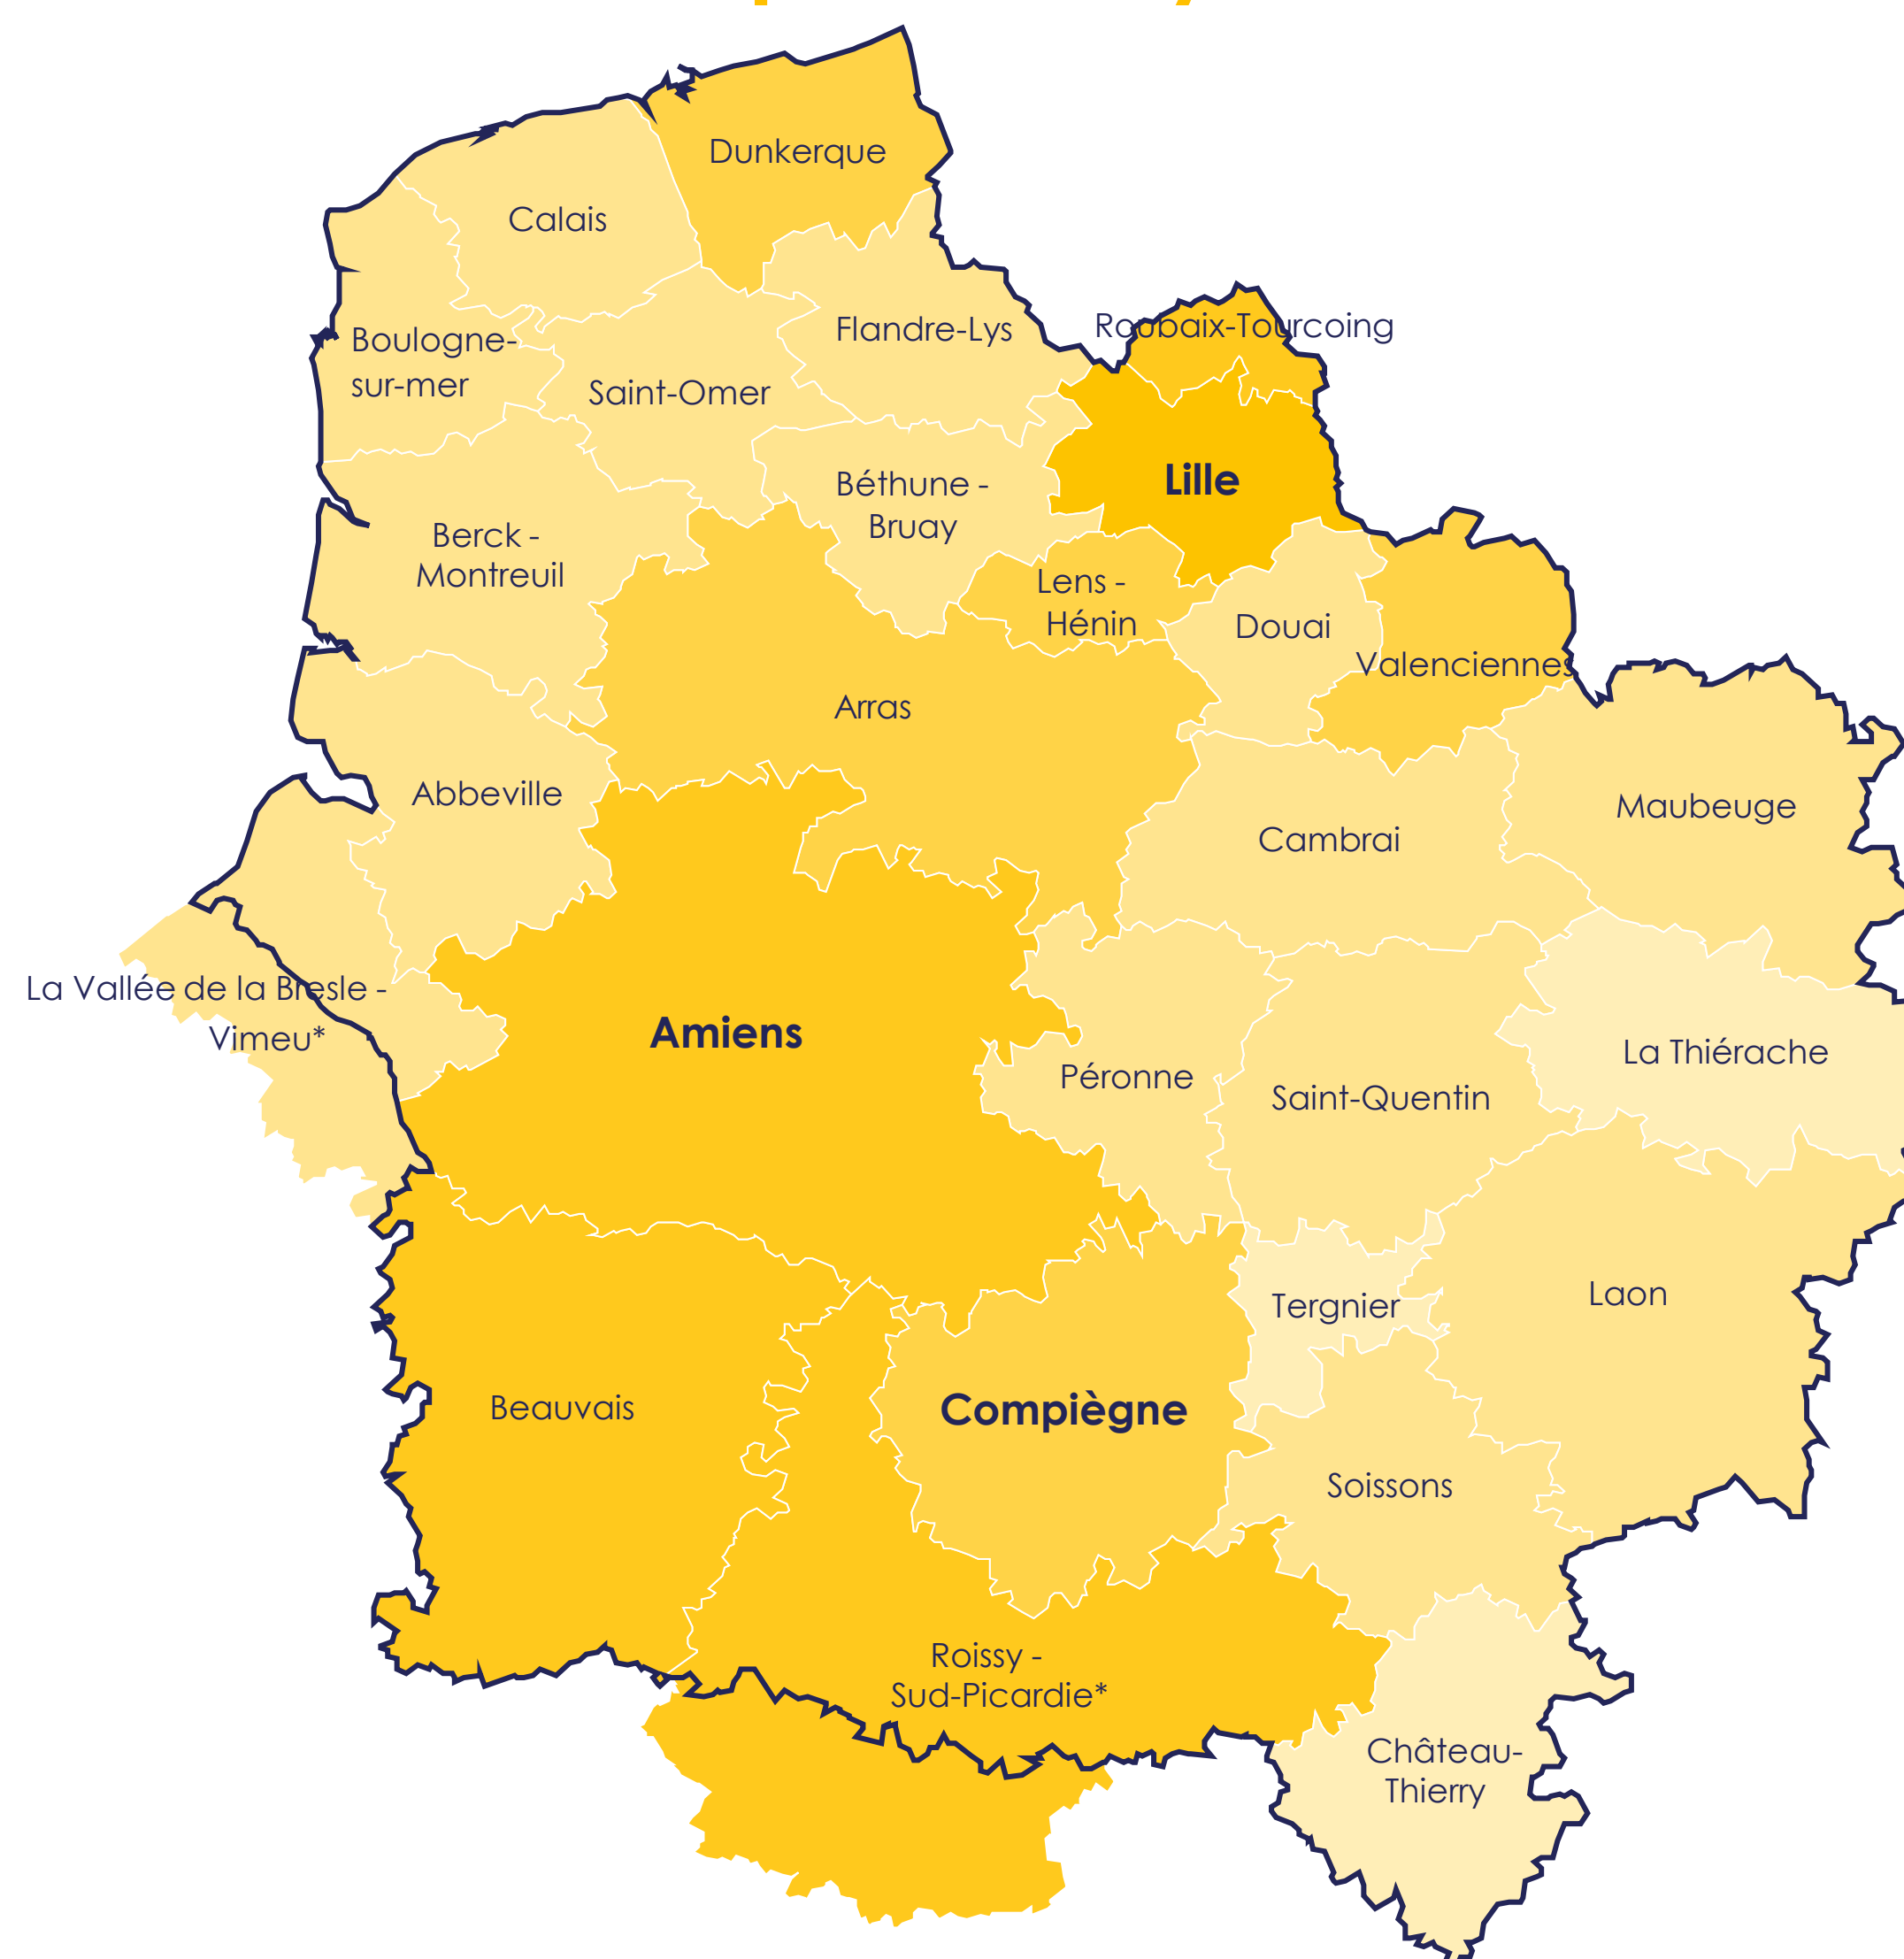 Dunkerque
Calais
Roubaix-Tourcoing
Flandre-Lys
Boulogne-
sur-mer
Saint-Omer
Lille
Béthune -
Bruay
Berck -
Montreuil
Lens -
Hénin
Douai
Valenciennes
Arras
Abbeville
Maubeuge
Cambrai
La Vallée de la Bresle -
Vimeu*
Amiens
La Thiérache
Péronne
Saint-Quentin
Laon
Tergnier
Beauvais
Compiègne
Soissons
Roissy -
Sud-Picardie*
Château-
Thierry